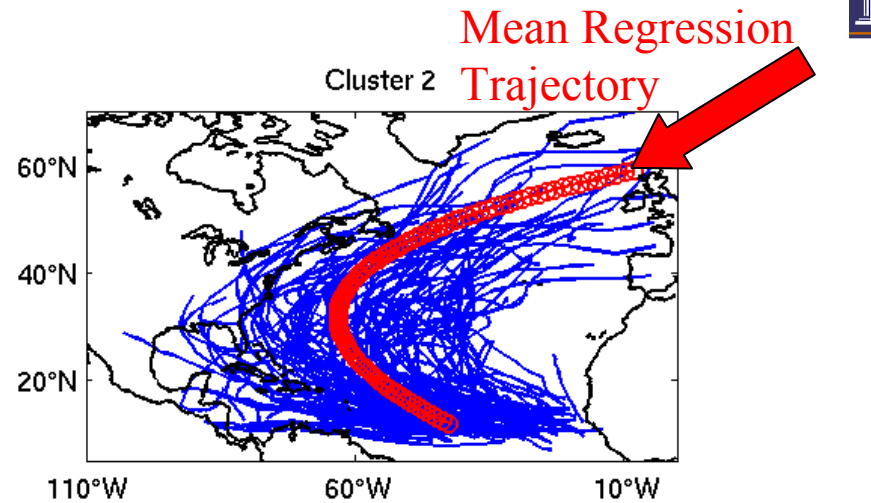 Mean Regression
Trajectory
Cluster 2
60°N
40°N
20°N
110°W
60°W
10°W